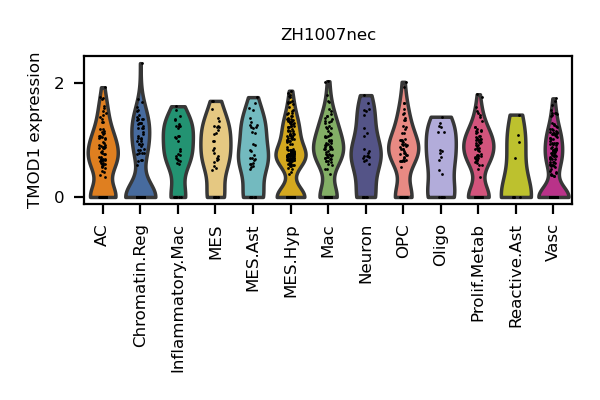 ZH1007nec
TMOD1 expression
2
0
AC
Chromatin.Reg
Inflammatory.Mac
MES
MES.Ast
MES.Hyp
Mac
Neuron
OPC
Oligo
Prolif.Metab
Reactive.Ast
Vasc